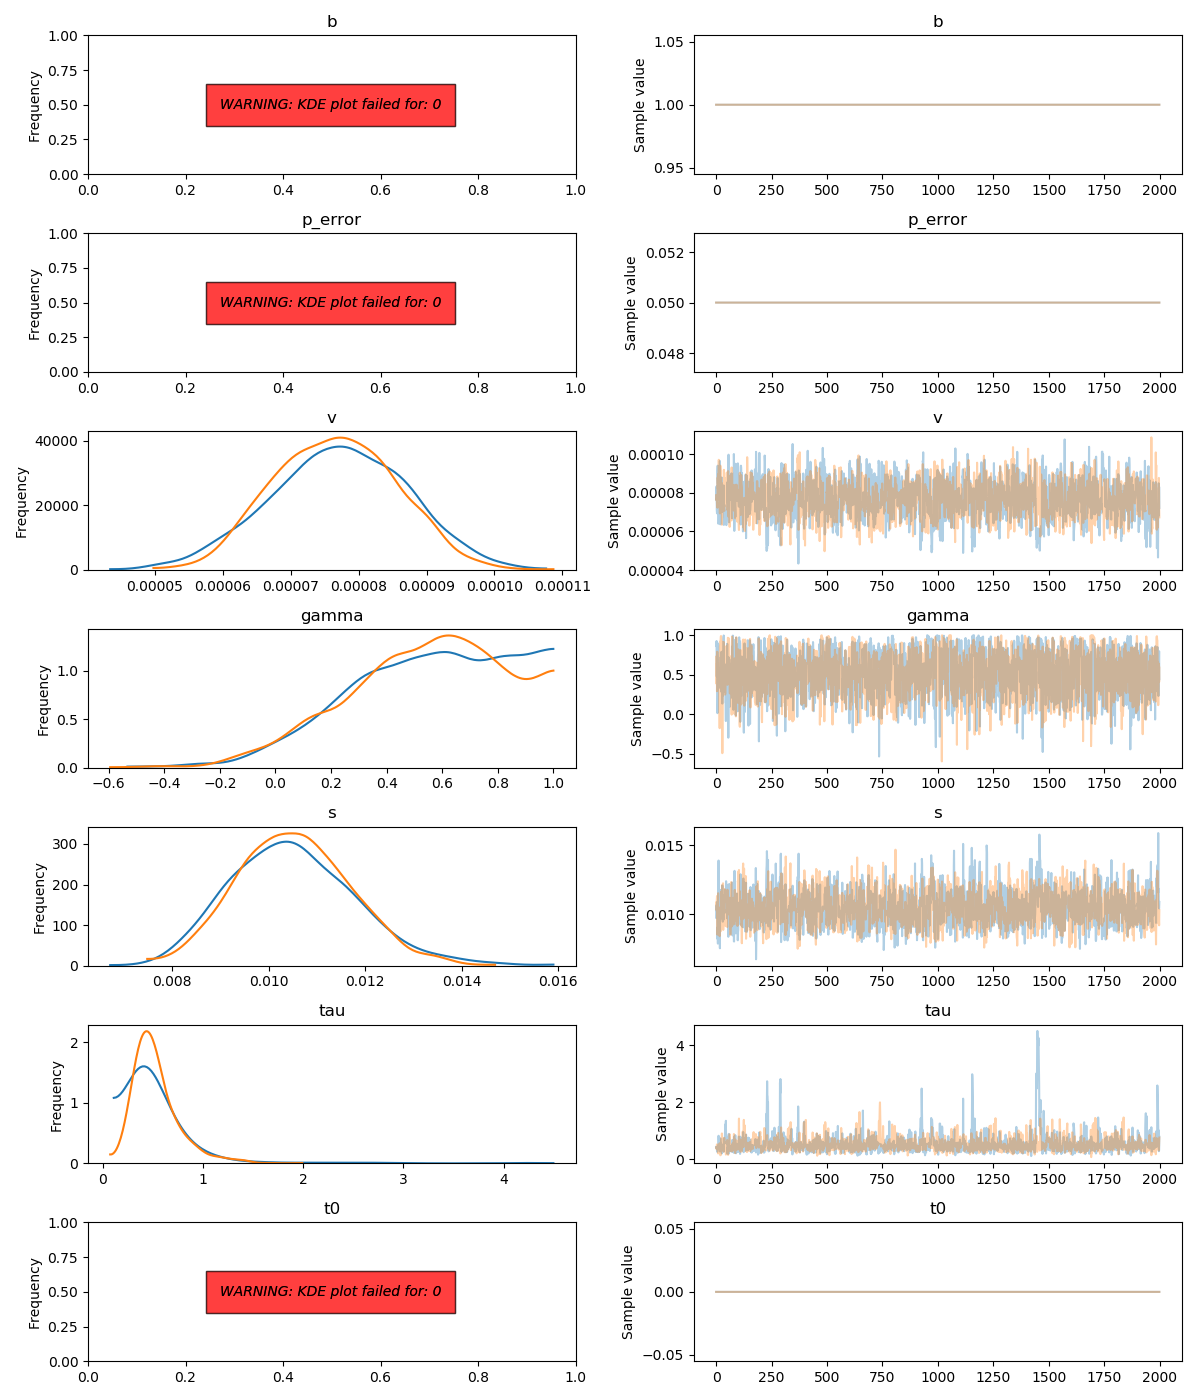 b
1.00
0.75
0.50
0.25
0.00
Frequency
WARNING: KDE plot failed for: 0
0.0 0.2 0.4 0.6 0.8 1.0
b
1.05
1.00
0.95
Sample value
0 250 500 750 1000 1250 1500 1750 2000
p_error
1.00
0.75
0.50
0.25
0.00
Frequency
WARNING: KDE plot failed for: 0
0.0 0.2 0.4 0.6 0.8 1.0
p_error
0.052
0.050
0.048
Sample value
0 250 500 750 1000 1250 1500 1750 2000
v
40000
20000
0
Frequency
0.00005 0.00006 0.00007 0.00008 0.00009 0.00010 0.00011
v
0.00010
0.00008
0.00006
0.00004
Sample value
0 250 500 750 1000 1250 1500 1750 2000
gamma
1.0
0.5
0.0
Frequency
−0.6 −0.4 −0.2 0.0 0.2 0.4 0.6 0.8 1.0
gamma
1.0
0.5
0.0
−0.5
Sample value
0 250 500 750 1000 1250 1500 1750 2000
s
300
200
100
0
Frequency
0.008 0.010 0.012 0.014 0.016
s
0.015
0.010
Sample value
0 250 500 750 1000 1250 1500 1750 2000
tau
2
1
0
Frequency
0 1 2 3 4
tau
4
2
0
Sample value
0 250 500 750 1000 1250 1500 1750 2000
t0
1.00
0.75
0.50
0.25
0.00
Frequency
WARNING: KDE plot failed for: 0
0.0 0.2 0.4 0.6 0.8 1.0
t0
0.05
0.00
−0.05
Sample value
0 250 500 750 1000 1250 1500 1750 2000